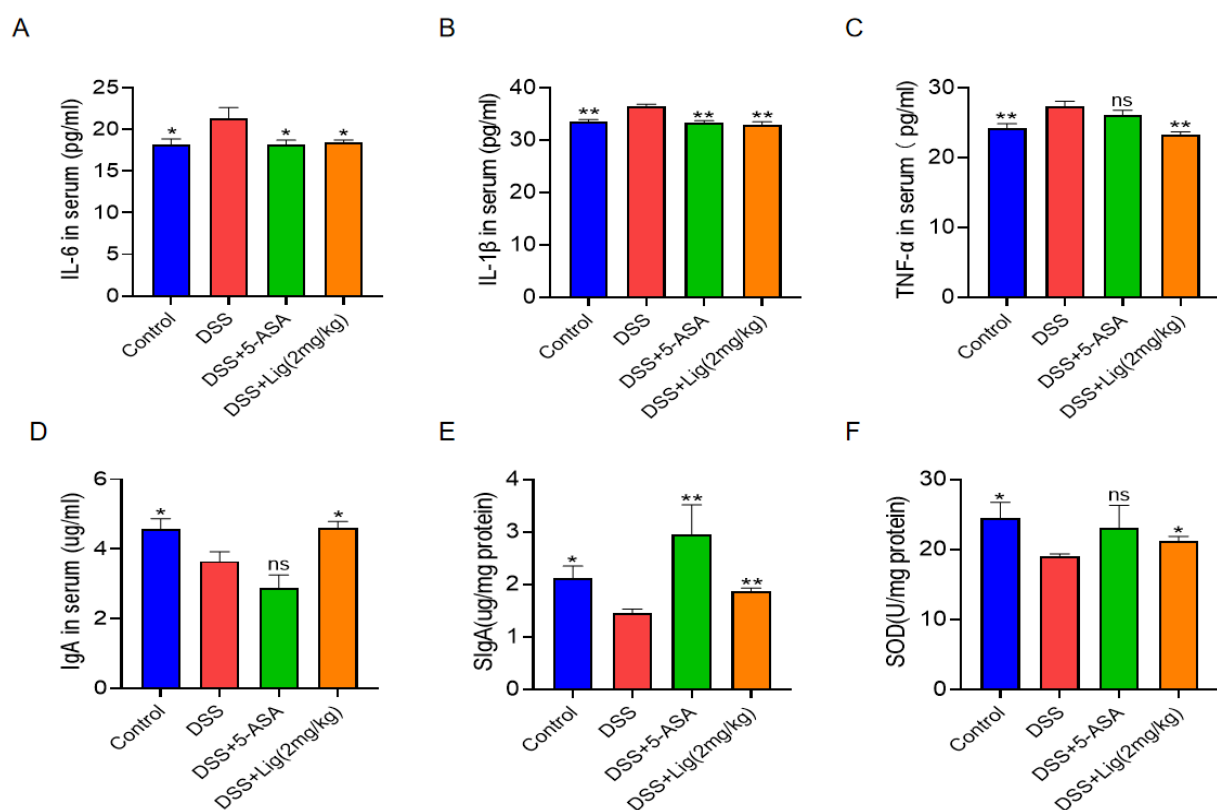 A
IL-6 in serum (pg/ml)
25
20
15
10
5
0
*
*
*
Control
DSS
DSS+5-ASA
DSS+Lig(2mg/kg)
B
IL-1β in serum (pg/ml)
40
30
20
10
0
**
**
**
Control
DSS
DSS+5-ASA
DSS+Lig(2mg/kg)
C
TNF-α in serum ( pg/ml)
30
20
10
0
**
ns
**
Control
DSS
DSS+5-ASA
DSS+Lig(2mg/kg)
D
IgA in serum (ug/ml)
6
4
2
0
*
ns
*
Control
DSS
DSS+5-ASA
DSS+Lig(2mg/kg)
E
SIgA(ug/mg protein)
4
3
2
1
0
*
**
**
Control
DSS
DSS+5-ASA
DSS+Lig(2mg/kg)
F
SOD(U/mg protein)
30
20
10
0
*
ns
*
Control
DSS
DSS+5-ASA
DSS+Lig(2mg/kg)